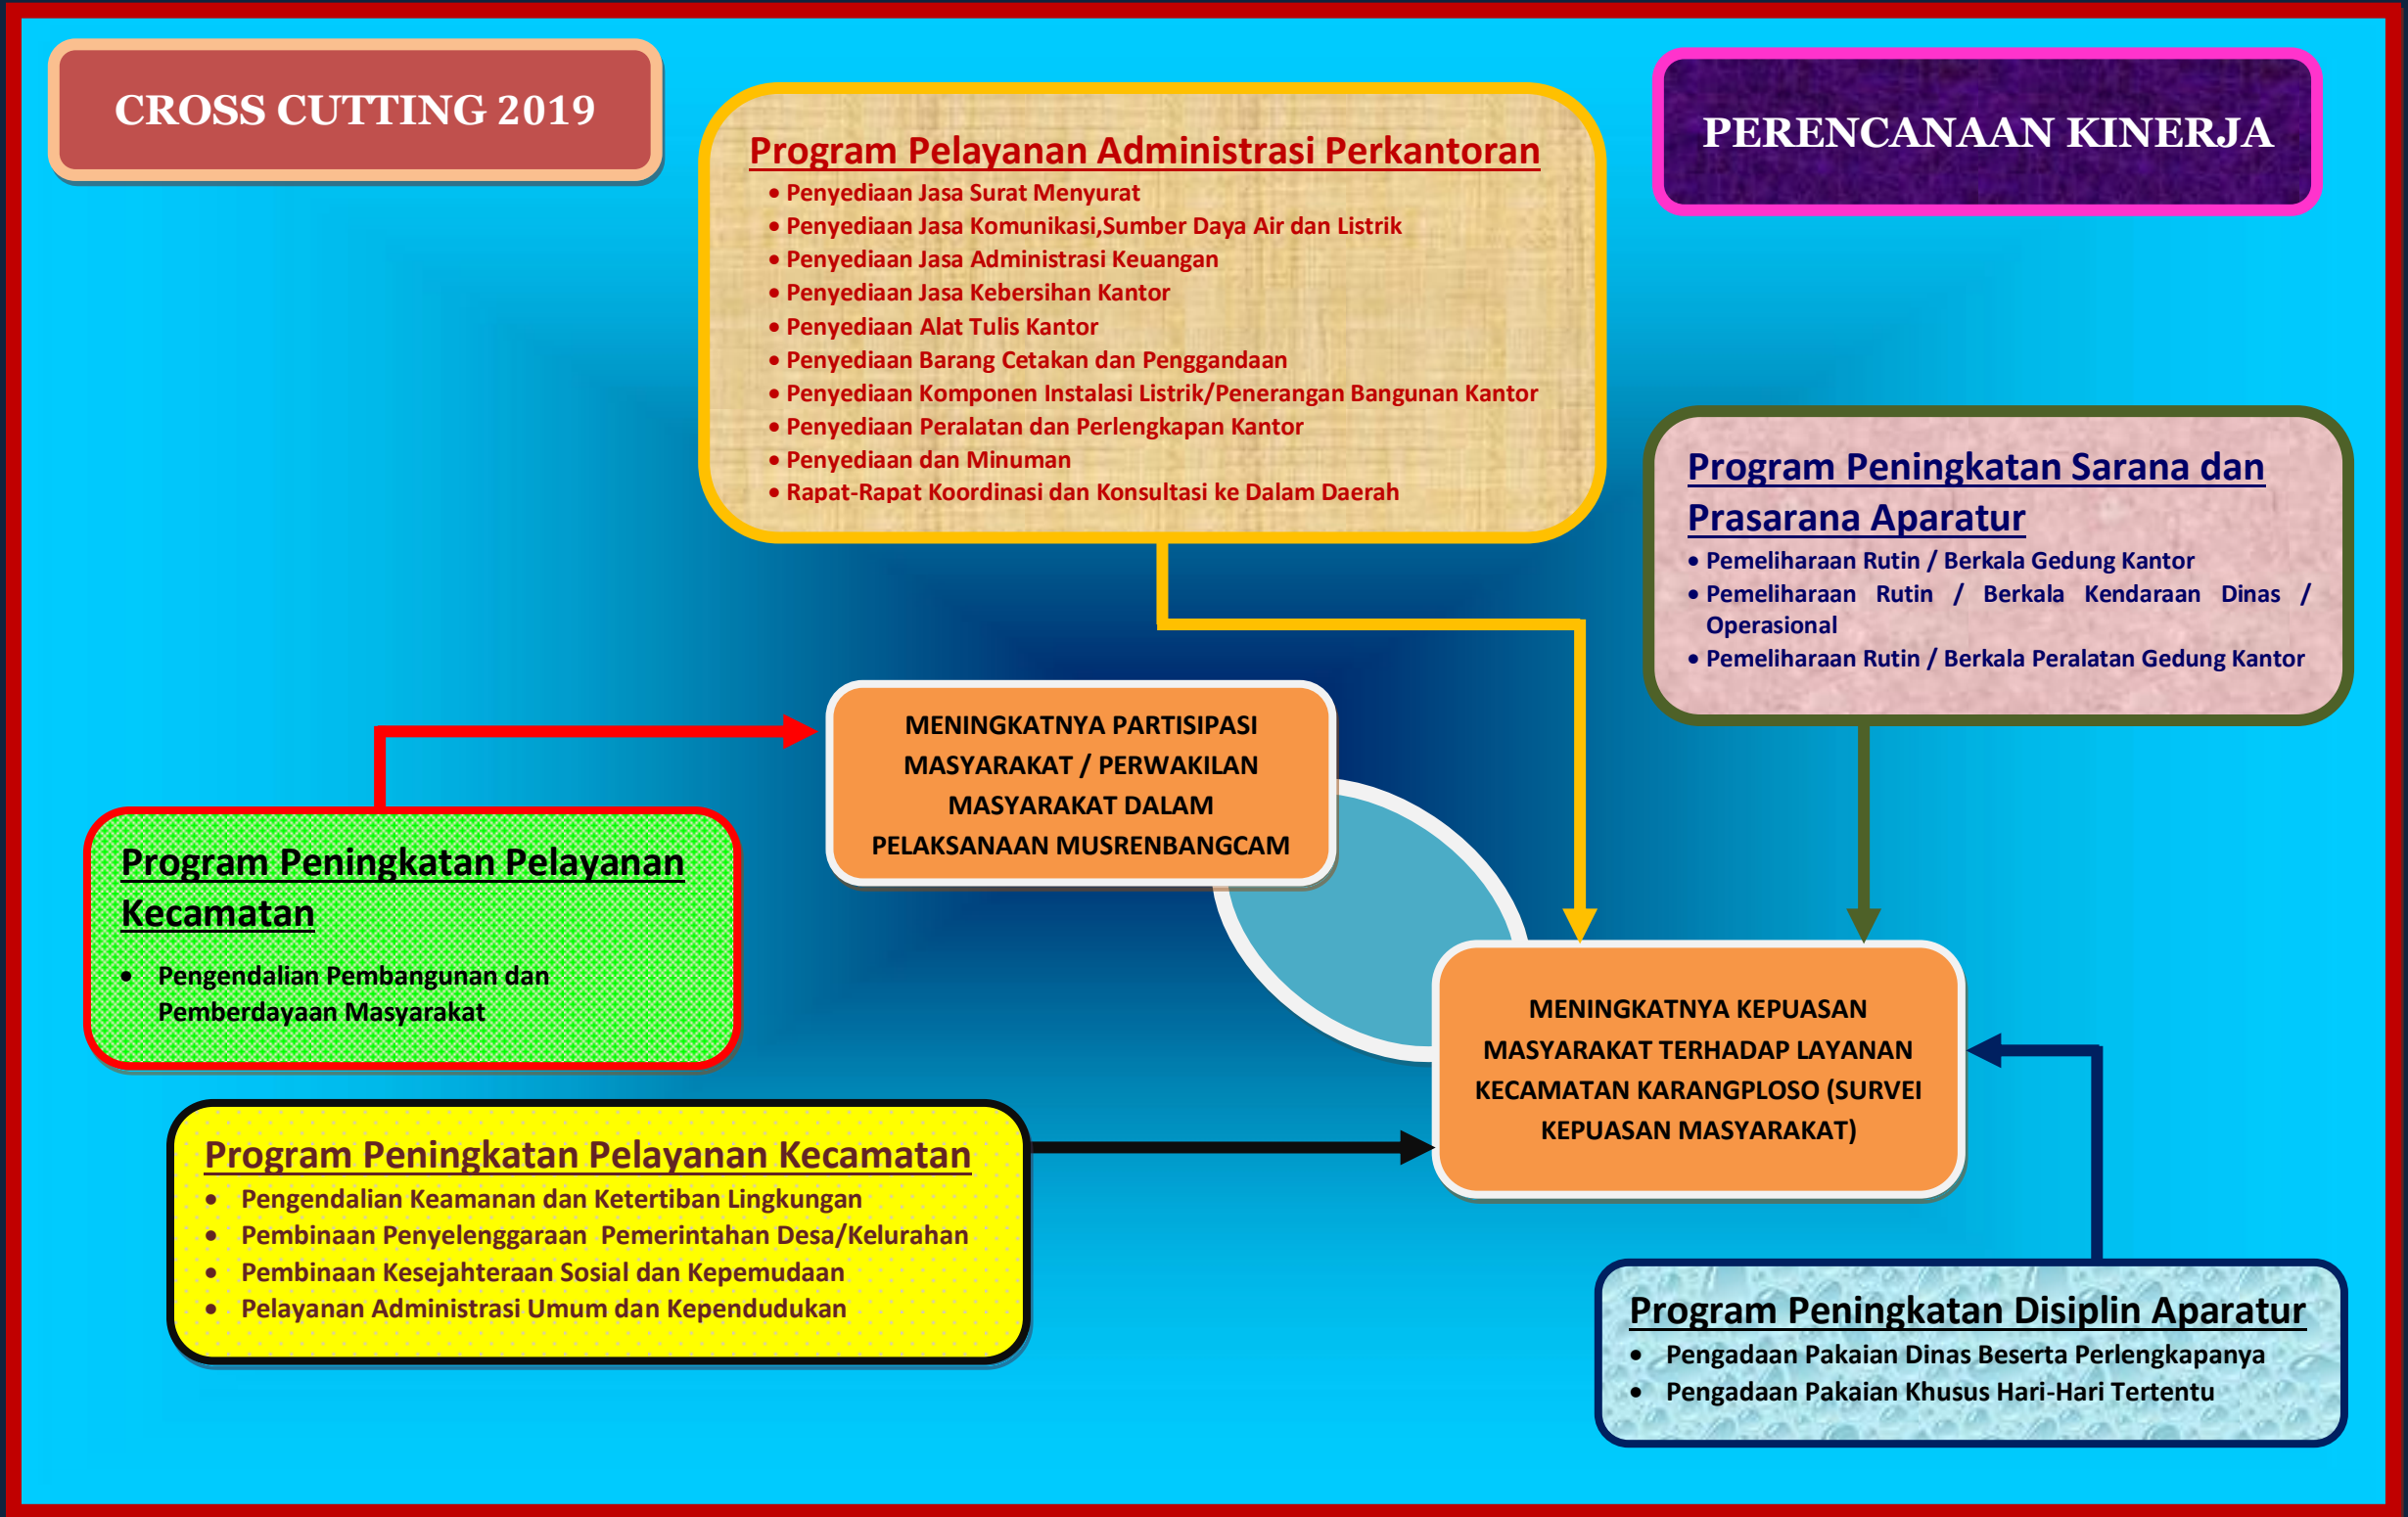 CROSS CUTTING 2019
PERENCANAAN KINERJA
Program Pelayanan Administrasi Perkantoran
• Penyediaan Jasa Surat Menyurat
• Penyediaan Jasa Komunikasi,Sumber Daya Air dan Listrik
• Penyediaan Jasa Administrasi Keuangan
• Penyediaan Jasa Kebersihan Kantor
• Penyediaan Alat Tulis Kantor
• Penyediaan Barang Cetakan dan Penggandaan
• Penyediaan Komponen Instalasi Listrik/Penerangan Bangunan Kantor
• Penyediaan Peralatan dan Perlengkapan Kantor
• Penyediaan dan Minuman
• Rapat-Rapat Koordinasi dan Konsultasi ke Dalam Daerah
Program Peningkatan Sarana dan
Prasarana Aparatur
• Pemeliharaan Rutin / Berkala Gedung Kantor
• Pemeliharaan Rutin / Berkala Kendaraan Dinas /
Operasional
• Pemeliharaan Rutin / Berkala Peralatan Gedung Kantor
MENINGKATNYA PARTISIPASI
MASYARAKAT / PERWAKILAN
MASYARAKAT DALAM
PELAKSANAAN MUSRENBANGCAM
Program Peningkatan Pelayanan
Kecamatan
• Pengendalian Pembangunan dan
Pemberdayaan Masyarakat
MENINGKATNYA KEPUASAN
MASYARAKAT TERHADAP LAYANAN
KECAMATAN KARANGPLOSO (SURVEI
KEPUASAN MASYARAKAT)
Program Peningkatan Pelayanan Kecamatan
• Pengendalian Keamanan dan Ketertiban Lingkungan
• Pembinaan Penyelenggaraan Pemerintahan Desa/Kelurahan
• Pembinaan Kesejahteraan Sosial dan Kepemudaan
• Pelayanan Administrasi Umum dan Kependudukan
Program Peningkatan Disiplin Aparatur
• Pengadaan Pakaian Dinas Beserta Perlengkapanya
• Pengadaan Pakaian Khusus Hari-Hari Tertentu